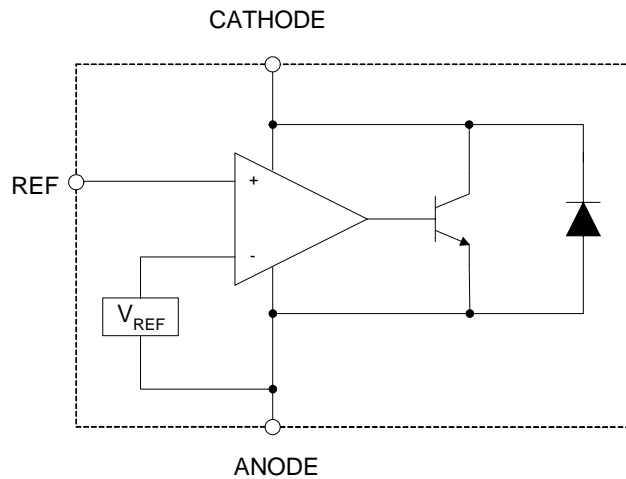 CATHODE
REF
+
-
VREF
ANODE